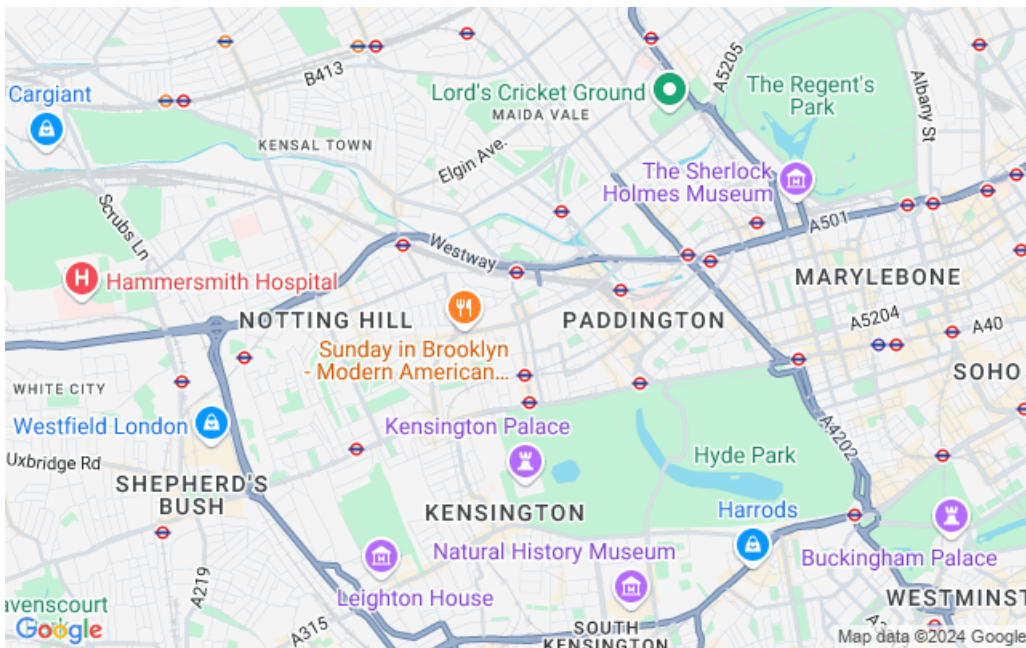 B413
A5205
Cargiant
Lord's Cricket Ground
MAIDA VALE
The Regent's
Park
Albany St
KENSAL TOWN
Elgin Ave.
The Sherlock
Holmes Museum
Scrubs Ln
A501
Westway
Hammersmith Hospital
MARYLEBONE
NOTTING HILL
PADDINGTON
A5204
A40
Sunday in Brooklyn
- Modern American...
SOHO
WHITE CITY
Westfield London
Kensington Palace
A4202
Uxbridge Rd
Hyde Park
SHEPHERD'S
BUSH
KENSINGTON
Harrods
Natural History Museum
Buckingham Palace
A219
Leighton House
WESTMINST
avenscourt
Google
A315
SOUTH
KENSINGTON
Map data ©2024 Google